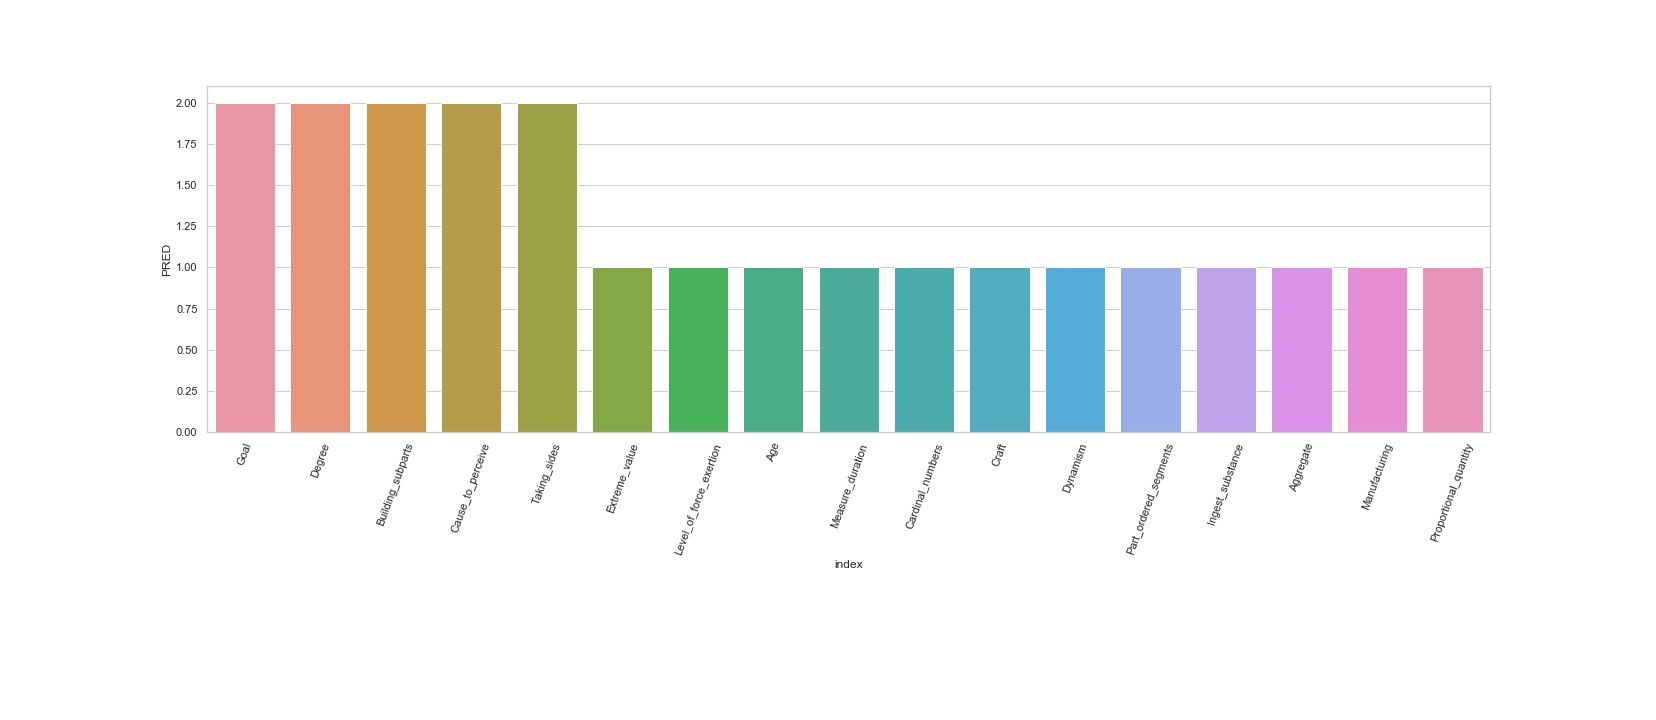 2.00
1.75
1.50
1.25
1.00
0.75
0.50
0.25
0.00
PRED
Goal
Degree
Building_subparts
Cause_to_perceive
Taking_sides
Extreme_value
Level_of_force_exertion
Age
Measure_duration
Cardinal_numbers
Craft
Dynamism
Part_ordered_segments
Ingest_substance
Aggregate
Manufacturing
Proportional_quantity
index